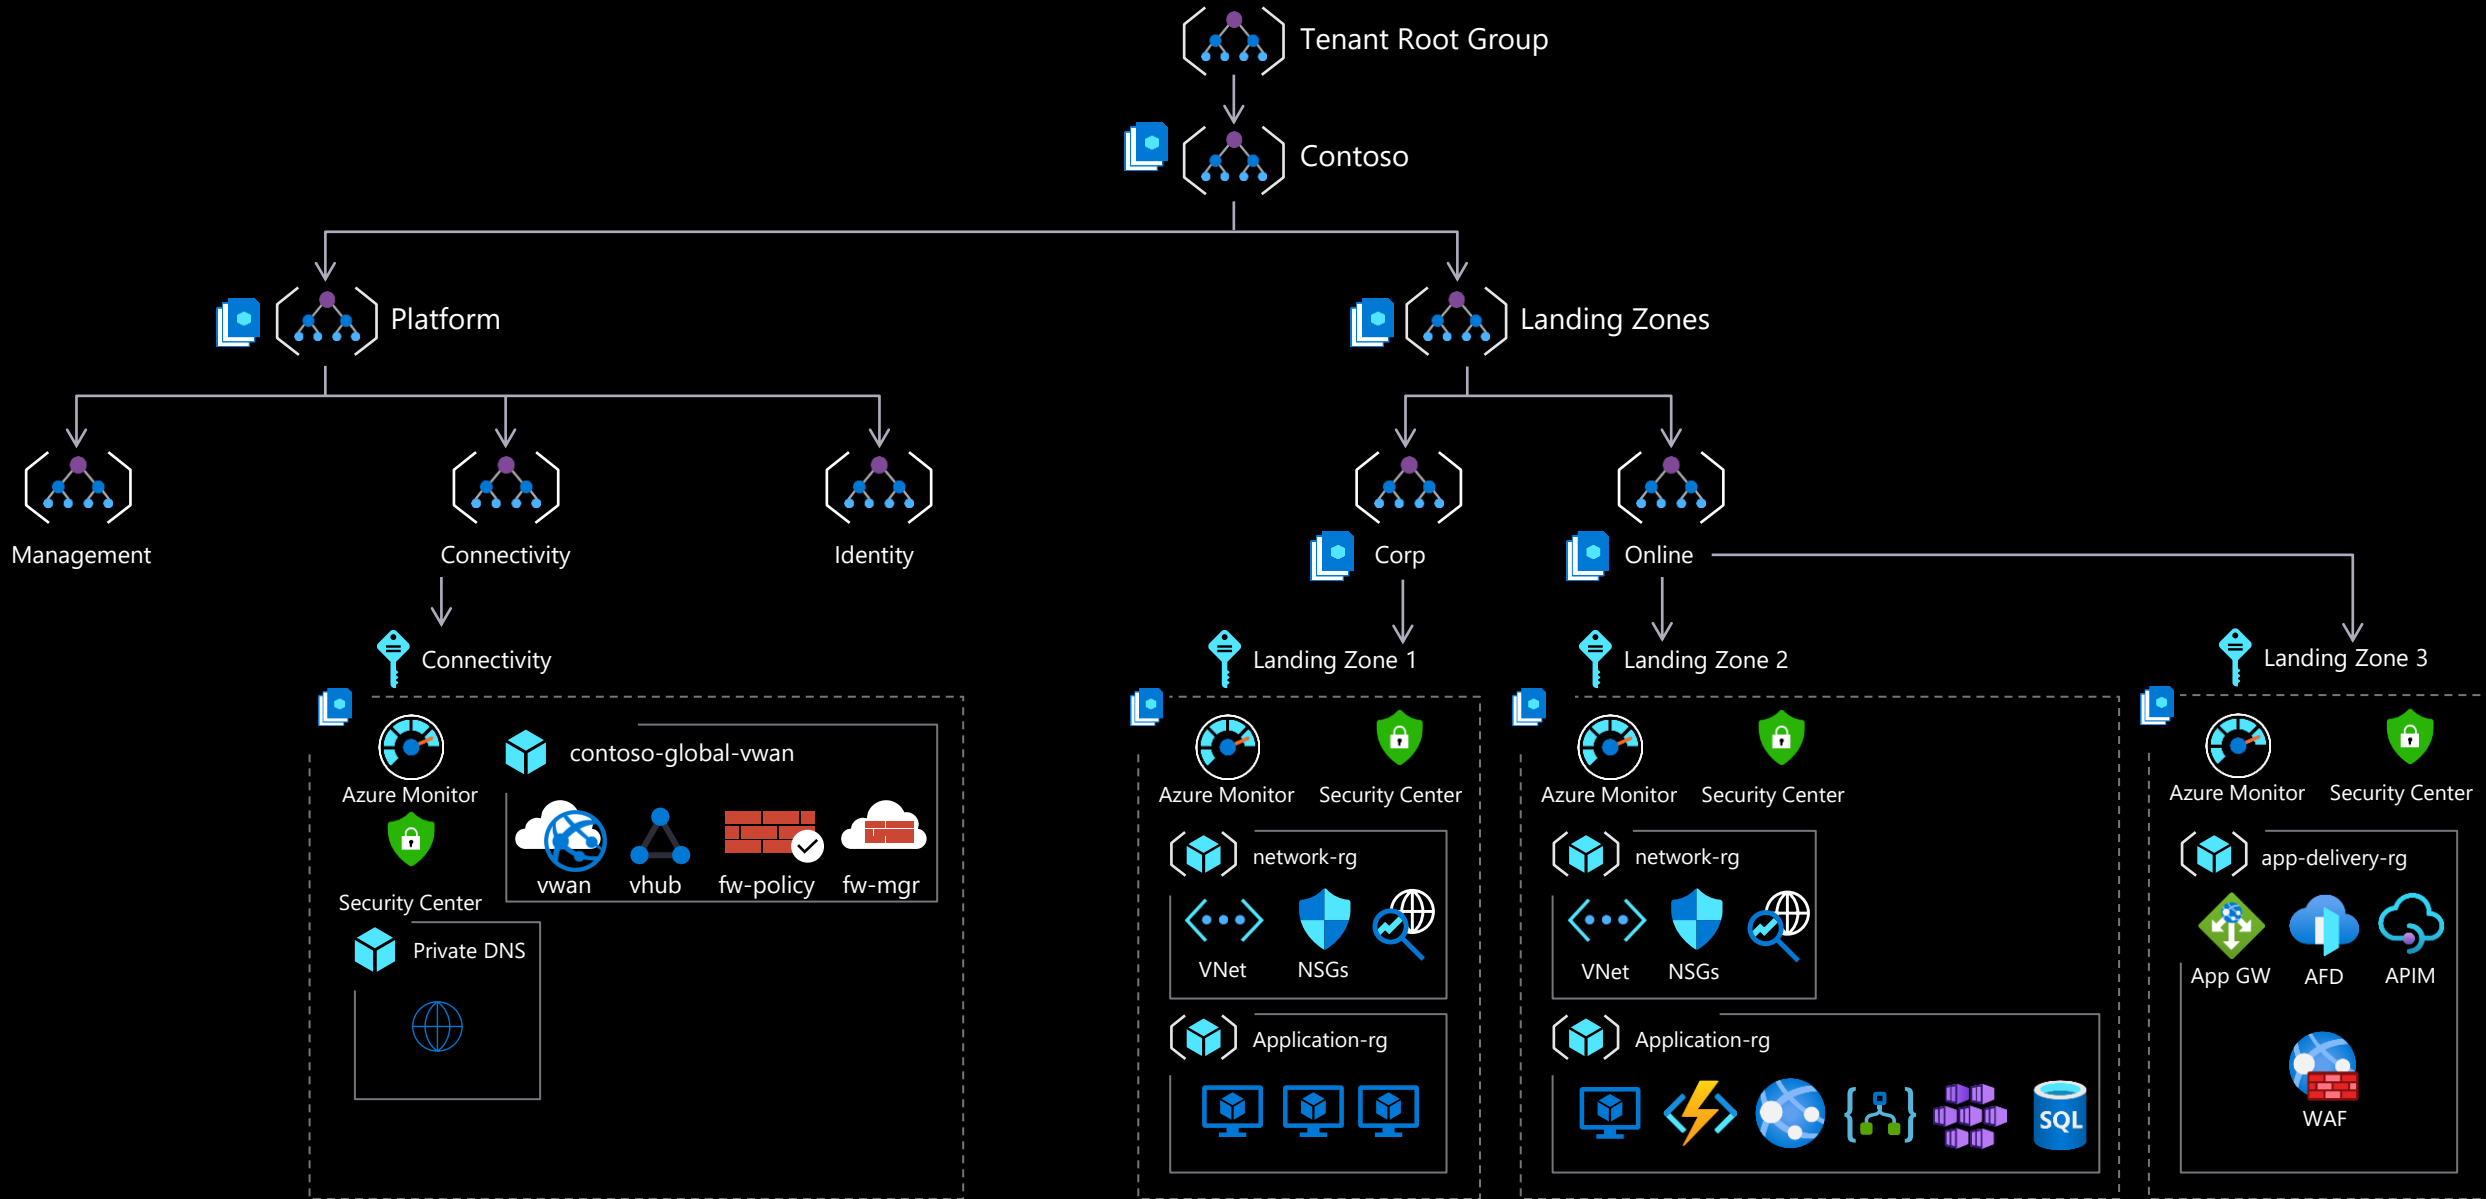 Tenant Root Group
Contoso
Platform
Landing Zones
Management
Connectivity
Identity
Corp
Online
Connectivity
Landing Zone 1
Landing Zone 2
Landing Zone 3
Azure Monitor
Security Center
contoso-global-vwan
vwan
vhub
fw-policy
fw-mgr
Private DNS
Azure Monitor
Security Center
network-rg
VNet
NSGs
Application-rg
Azure Monitor
Security Center
network-rg
VNet
NSGs
Application-rg
SQL
Azure Monitor
Security Center
app-delivery-rg
App GW
AFD
APIM
WAF